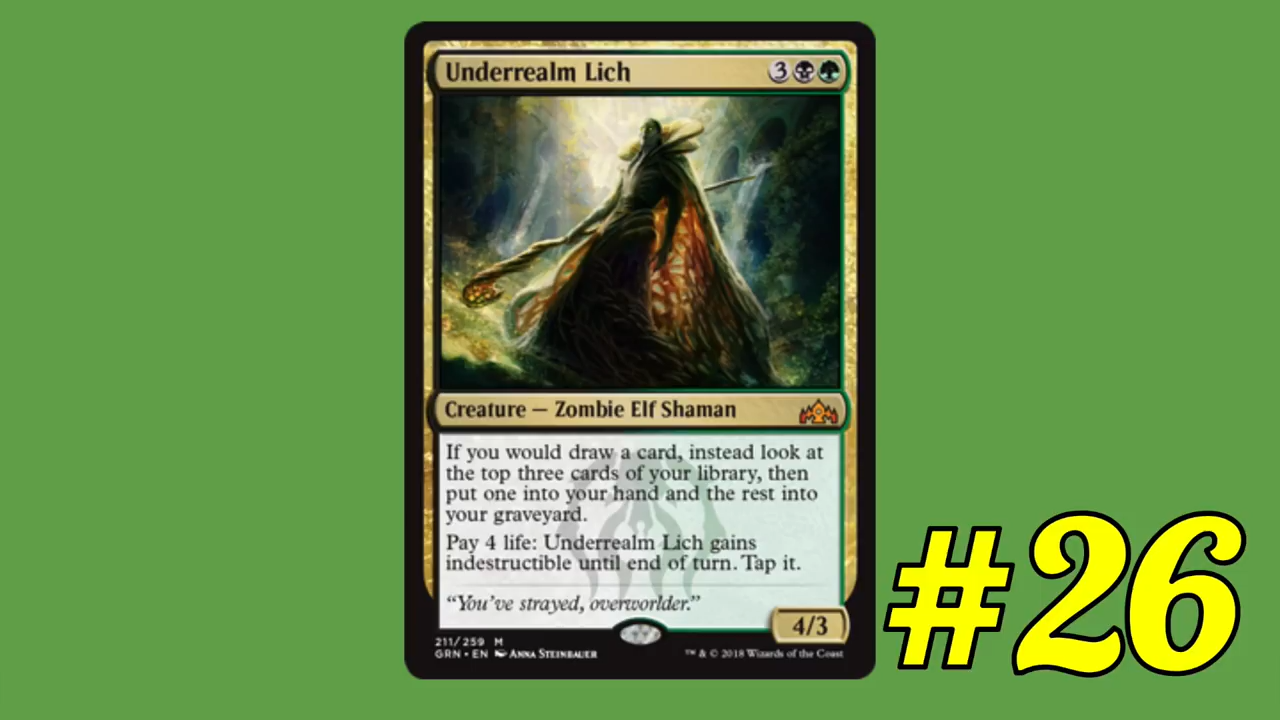 Underrealm Lich 3
Creature — Zombie Elf Shaman
If you would draw a card, instead look at
the top three cards of your library, then
put one into your hand and the rest into
your graveyard.
Pay 4 life: Underrealm Lich gains
indestructible until end of turn. Tap it.
“You’ve strayed, overworlder.”
4/3
211/259 M
GRN • EN Anna Steinbauer
™ & © 2018 Wizards of the Coast
#26